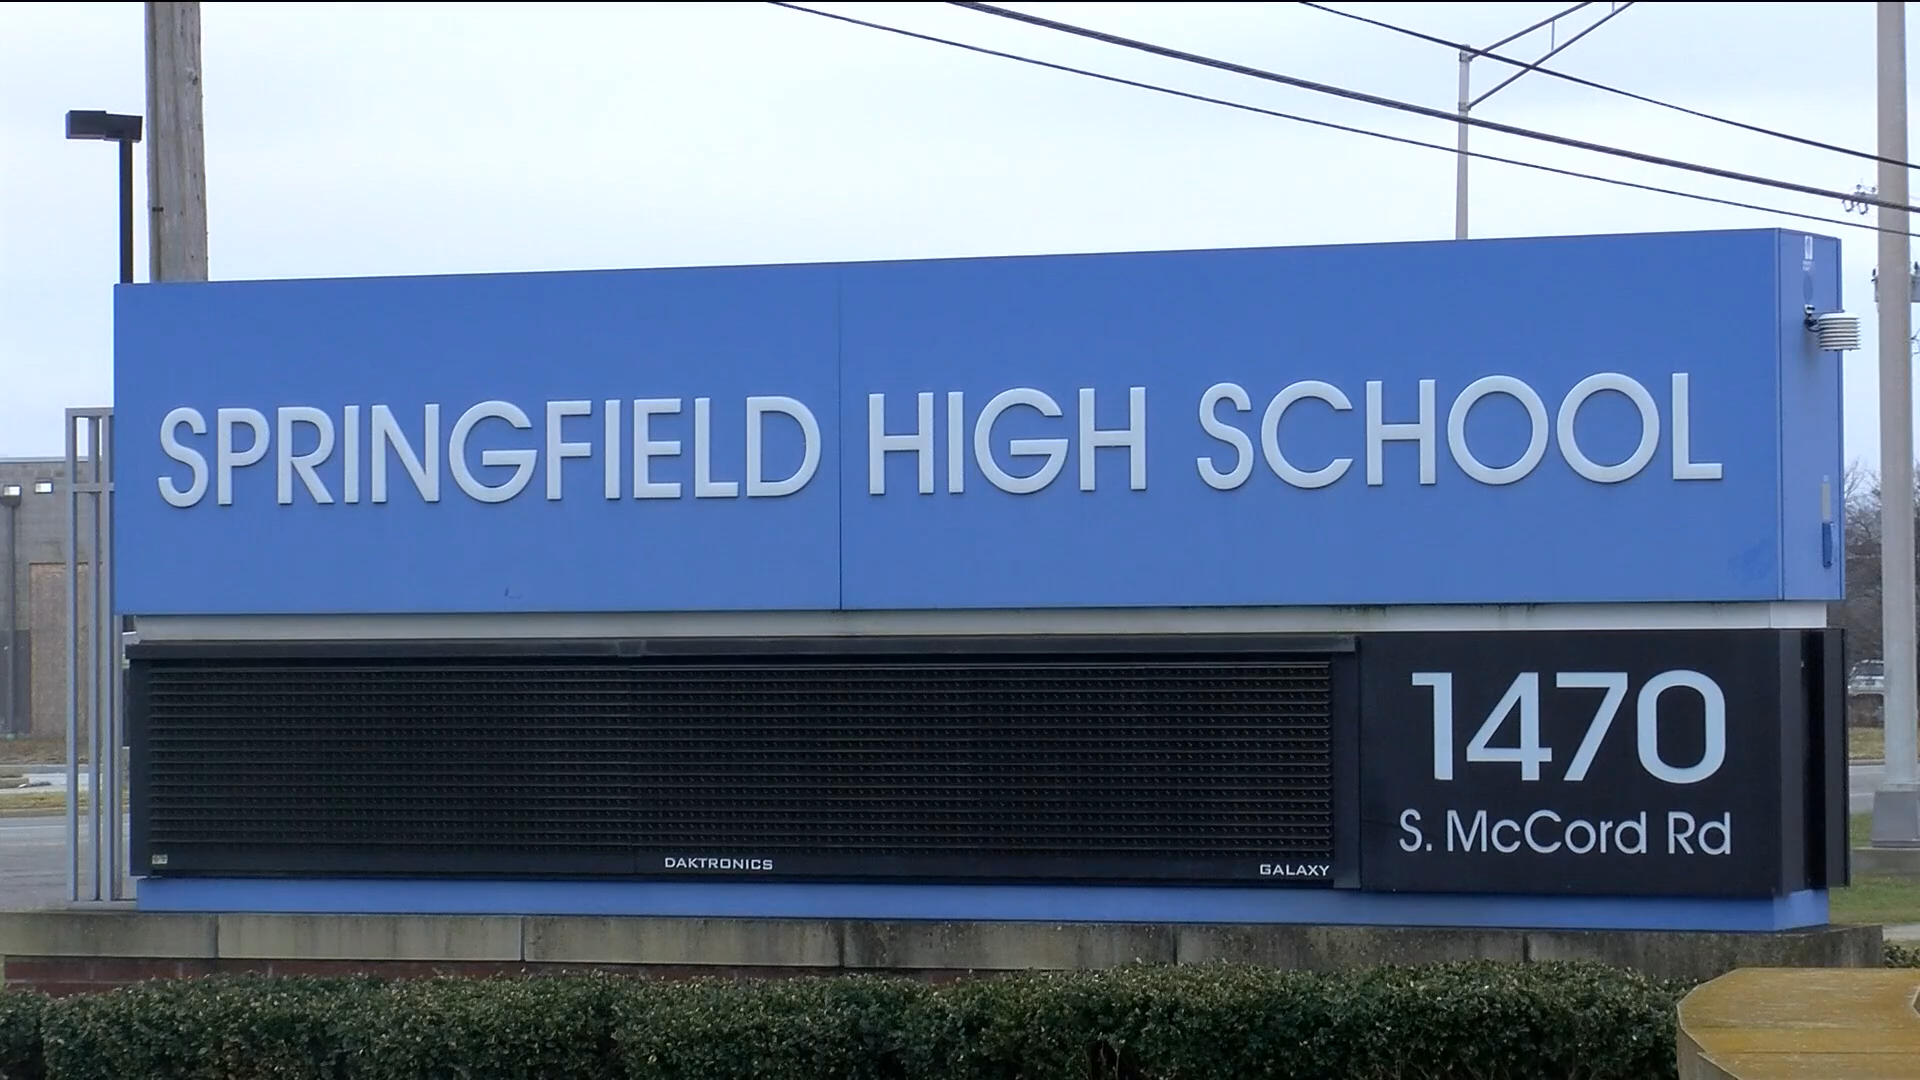 SPRINGFIELD HIGH SCHOOL
1470
S. McCord Rd
DAKTRONICS
GALAXY